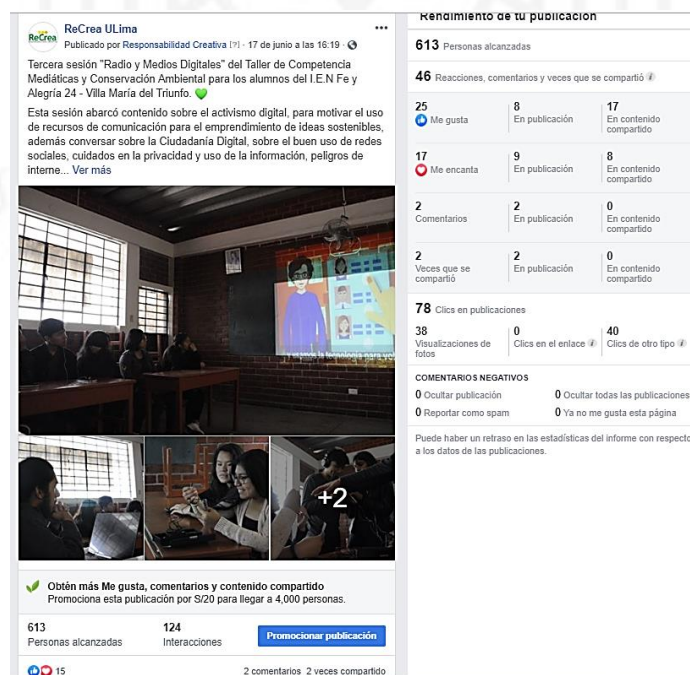 ReCrea
ReCrea ULima
Publicado por Responsabilidad Creativa [?] · 17 de junio a las 16:19 ·
Tercera sesión "Radio y Medios Digitales" del Taller de Competencia
Mediáticas y Conservación Ambiental para los alumnos del I.E.N Fe y
Alegría 24 - Villa María del Triunfo. 💚
Esta sesión abarcó contenido sobre el activismo digital, para motivar el uso
de recursos de comunicación para el emprendimiento de ideas sostenibles,
además conversar sobre la Ciudadanía Digital, sobre el buen uso de redes
sociales, cuidados en la privacidad y uso de la información, peligros de
interne... Ver más
+2
Obtén más Me gusta, comentarios y contenido compartido
Promociona esta publicación por S/20 para llegar a 4,000 personas.
613
Personas alcanzadas
124
Interacciones
Promocionar publicación
15
2 comentarios 2 veces compartido
Rendimiento de tu publicación
613 Personas alcanzadas
46 Reacciones, comentarios y veces que se compartió
25
Me gusta
8
En publicación
17
En contenido
compartido
17
Me encanta
9
En publicación
8
En contenido
compartido
2
Comentarios
2
En publicación
0
En contenido
compartido
2
Veces que se
compartió
2
En publicación
0
En contenido
compartido
78 Clics en publicaciones
38
Visualizaciones de
fotos
0
Clics en el enlace
40
Clics de otro tipo
COMENTARIOS NEGATIVOS
0 Ocultar publicación
0 Ocultar todas las publicaciones
0 Reportar como spam
0 Ya no me gusta esta página
Puede haber un retraso en las estadísticas del informe con respecto
a los datos de las publicaciones.